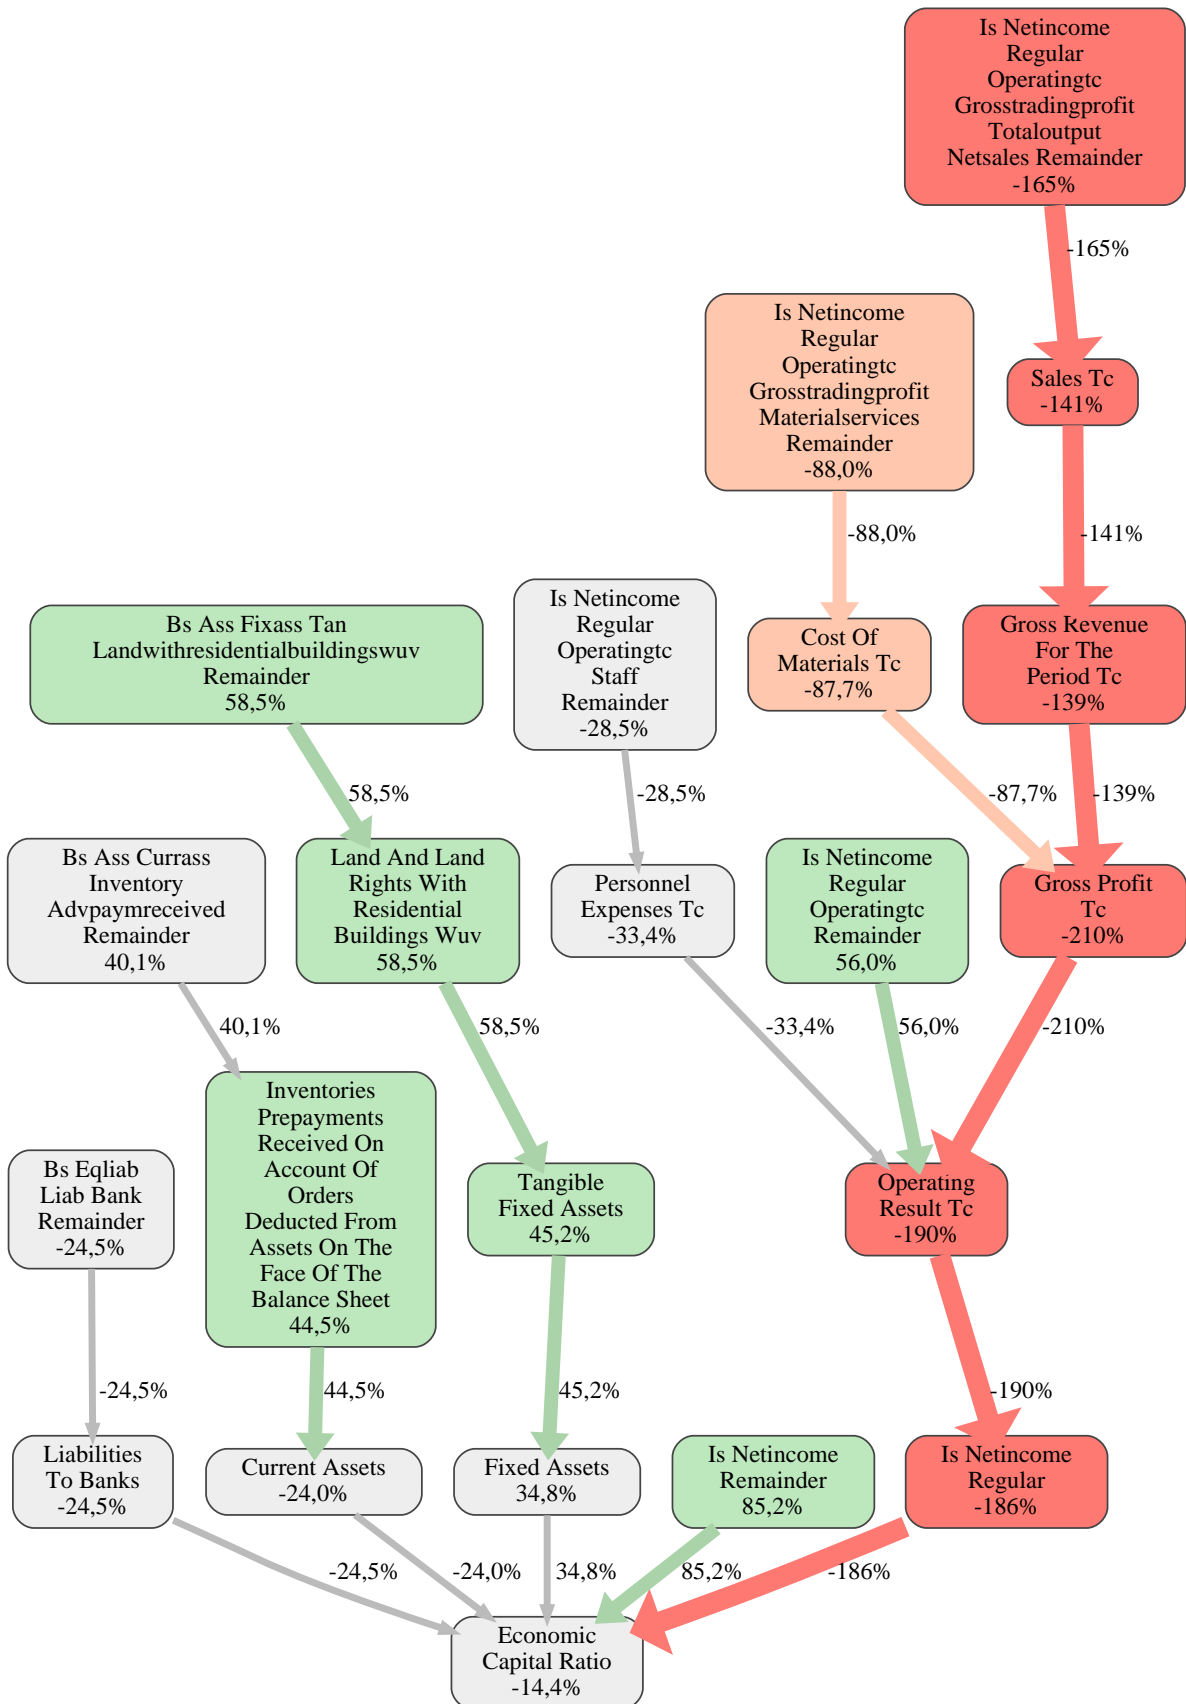 Is Netincome
Regular
Operatingtc
Grosstradingprofit
Totaloutput
Netsales Remainder
-165%
-165%
Is Netincome
Regular
Operatingtc
Grosstradingprofit
Materialservices
Remainder
-88,0%
Sales Tc
-141%
-88,0%
-141%
Bs Ass Fixass Tan
Landwithresidentialbuildingswuv
Remainder
58,5%
Is Netincome
Regular
Operatingtc
Staff
Remainder
-28,5%
Cost Of
Materials Tc
-87,7%
Gross Revenue
For The
Period Tc
-139%
58,5%
-28,5%
-87,7%
-139%
Bs Ass Currass
Inventory
Advpaymreceived
Remainder
40,1%
Land And Land
Rights With
Residential
Buildings Wuv
58,5%
Personnel
Expenses Tc
-33,4%
Is Netincome
Regular
Operatingtc
Remainder
56,0%
Gross Profit
Tc
-210%
40,1%
58,5%
-33,4%
56,0%
-210%
Bs Eqliab
Liab Bank
Remainder
-24,5%
Inventories
Prepayments
Received On
Account Of
Orders
Deducted From
Assets On The
Face Of The
Balance Sheet
44,5%
Tangible
Fixed Assets
45,2%
Operating
Result Tc
-190%
-24,5%
44,5%
45,2%
-190%
Liabilities
To Banks
-24,5%
Current Assets
-24,0%
Fixed Assets
34,8%
Is Netincome
Remainder
85,2%
Is Netincome
Regular
-186%
-24,5%
-24,0%
34,8%
85,2%
-186%
Economic
Capital Ratio
-14,4%